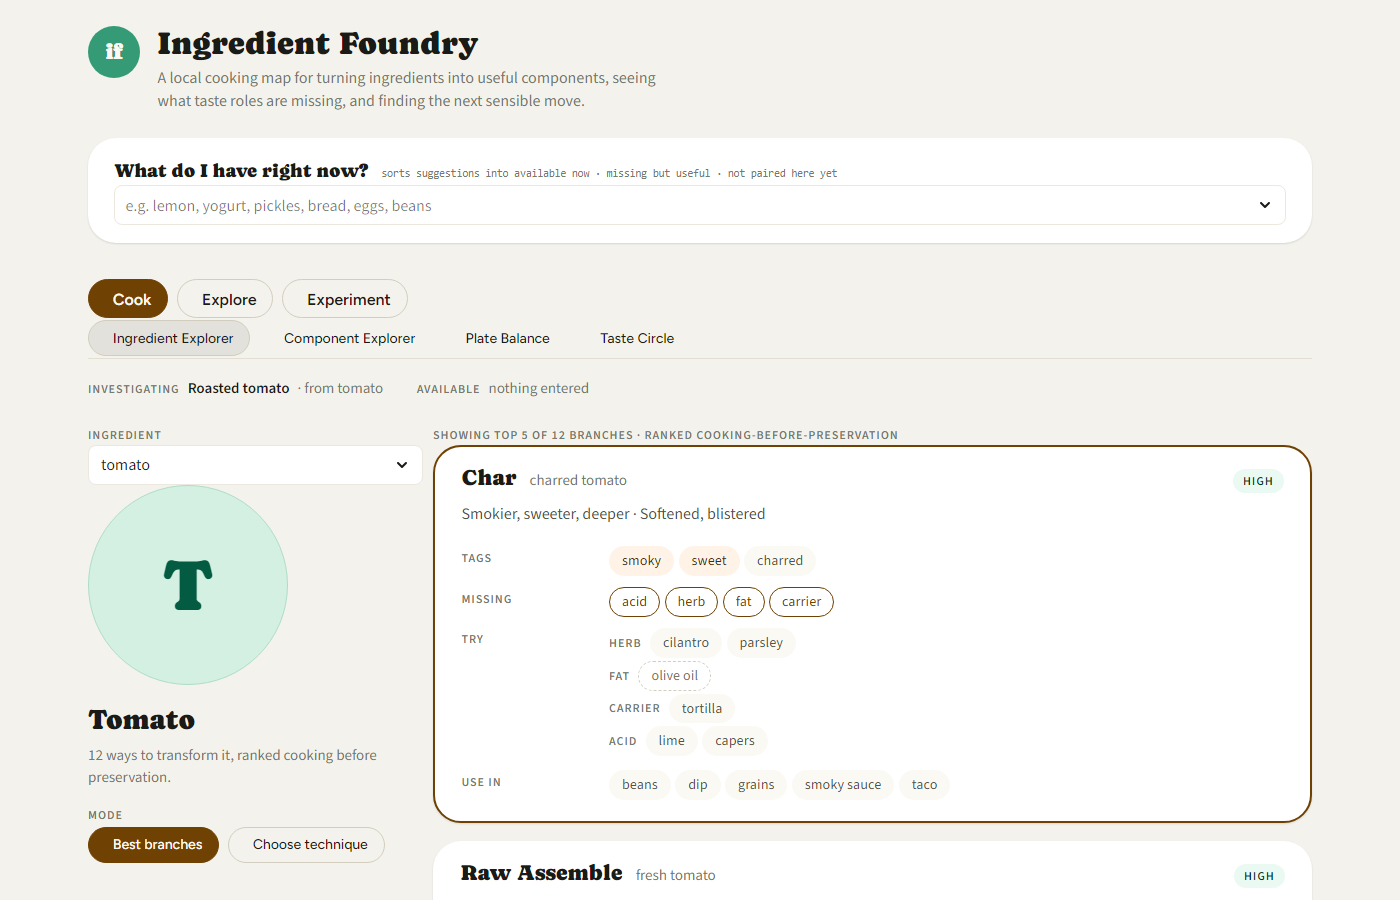 if
Ingredient Foundry
A local cooking map for turning ingredients into useful components, seeing
what taste roles are missing, and finding the next sensible move.
What do I have right now? sorts suggestions into available now · missing but useful · not paired here yet
e.g. lemon, yogurt, pickles, bread, eggs, beans
Cook Explore Experiment
Ingredient Explorer Component Explorer Plate Balance Taste Circle
INVESTIGATING Roasted tomato · from tomato AVAILABLE nothing entered
INGREDIENT
tomato
T
Tomato
12 ways to transform it, ranked cooking before
preservation.
MODE
Best branches Choose technique
SHOWING TOP 5 OF 12 BRANCHES · RANKED COOKING-BEFORE-PRESERVATION
Char charred tomato HIGH
Smokier, sweeter, deeper · Softened, blistered
TAGS smoky sweet charred
MISSING acid herb fat carrier
TRY HERB cilantro parsley
FAT olive oil
CARRIER tortilla
ACID lime capers
USE IN beans dip grains smoky sauce taco
Raw Assemble fresh tomato HIGH